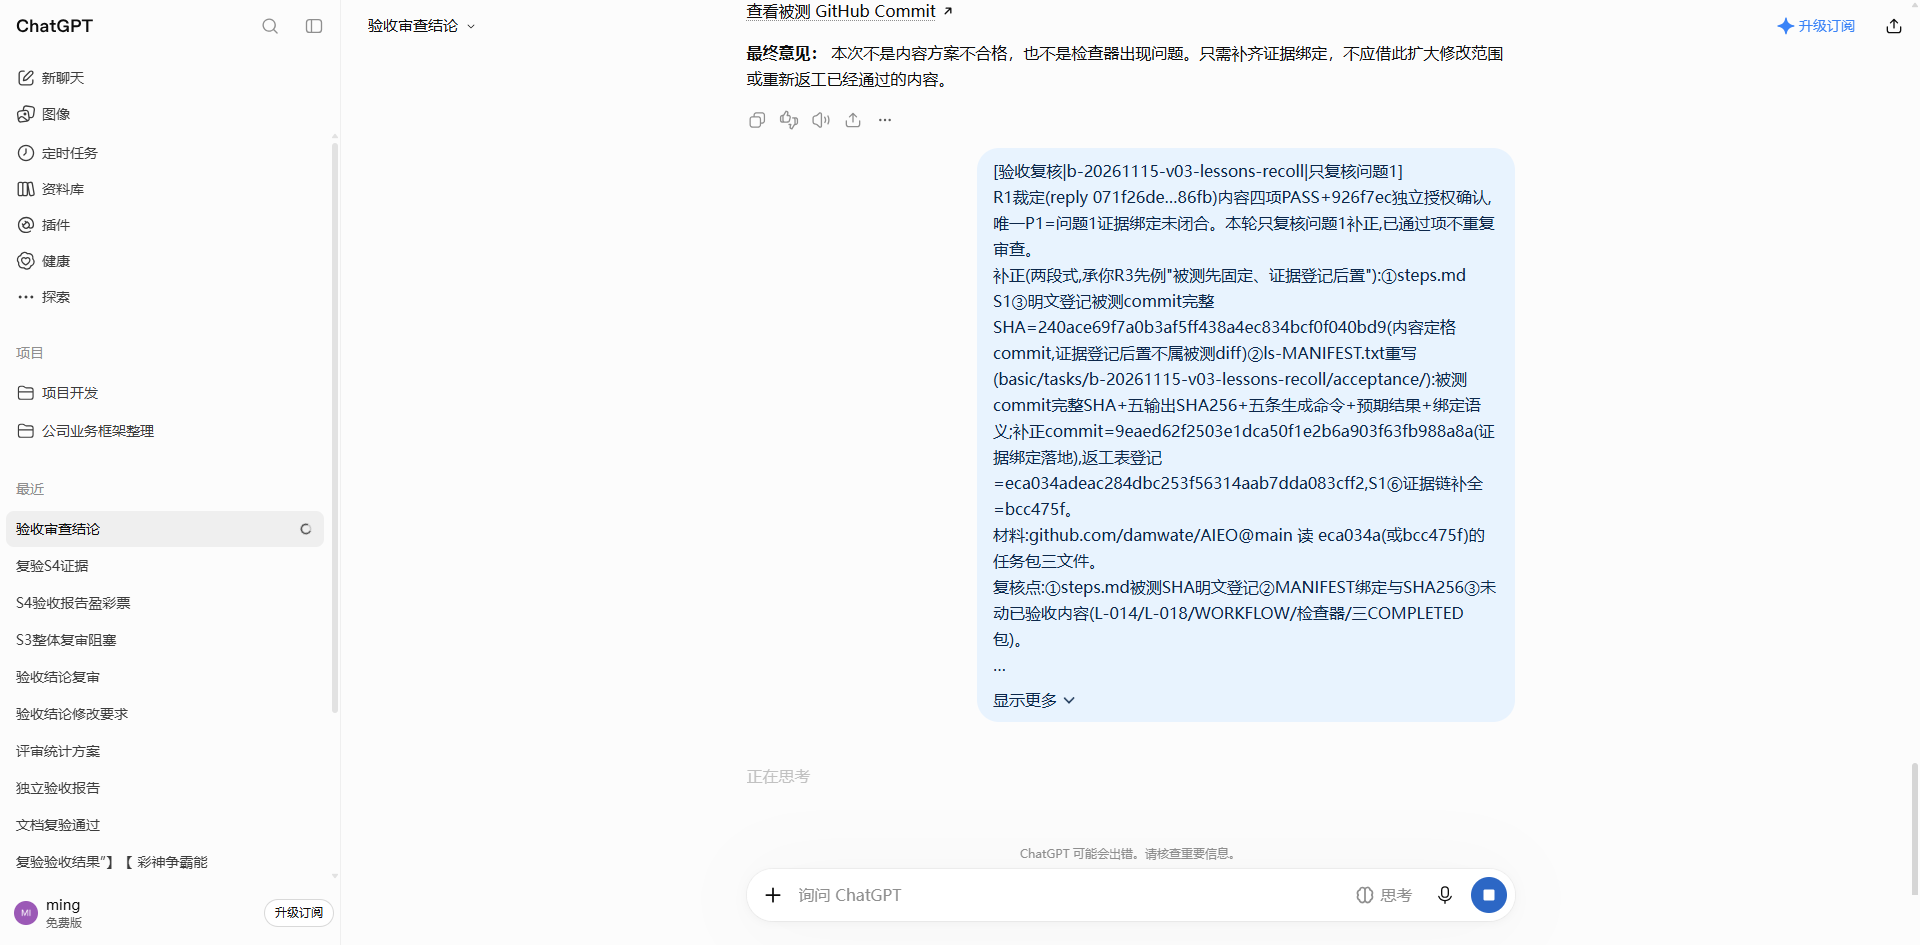 ChatGPT
新聊天
图像
定时任务
资料库
插件
健康
探索
项目
项目开发
公司业务框架整理
最近
验收审查结论
复验S4证据
S4验收报告盈彩票
S3整体复审阻塞
验收结论复审
验收结论修改要求
评审统计方案
独立验收报告
文档复验通过
复验验收结果”】【 彩神争霸能
MI
ming
免费版
升级订阅
验收审查结论
升级订阅
查看被测 GitHub Commit ↗
最终意见： 本次不是内容方案不合格，也不是检查器出现问题。只需补齐证据绑定，不应借此扩大修改范围
或重新返工已经通过的内容。
[验收复核|b-20261115-v03-lessons-recoll|只复核问题1]
R1裁定(reply 071f26de...86fb)内容四项PASS+926f7ec独立授权确认,
唯一P1=问题1证据绑定未闭合。本轮只复核问题1补正,已通过项不重复
审查。
补正(两段式,承你R3先例"被测先固定、证据登记后置"):①steps.md
S1③明文登记被测commit完整
SHA=240ace69f7a0b3af5ff438a4ec834bcf0f040bd9(内容定格
commit,证据登记后置不属被测diff)②ls-MANIFEST.txt重写
(basic/tasks/b-20261115-v03-lessons-recoll/acceptance/):被测
commit完整SHA+五输出SHA256+五条生成命令+预期结果+绑定语
义;补正commit=9eaed62f2503e1dca50f1e2b6a903f63fb988a8a(证
据绑定落地),返工表登记
=eca034adeac284dbc253f56314aab7dda083cff2,S1⑥证据链补全
=bcc475f。
材料:github.com/damwate/AIEO@main 读 eca034a(或bcc475f)的
任务包三文件。
复核点:①steps.md被测SHA明文登记②MANIFEST绑定与SHA256③未
动已验收内容(L-014/L-018/WORKFLOW/检查器/三COMPLETED
包)。
...
显示更多
正在思考
ChatGPT 可能会出错。请核查重要信息。
询问 ChatGPT
思考